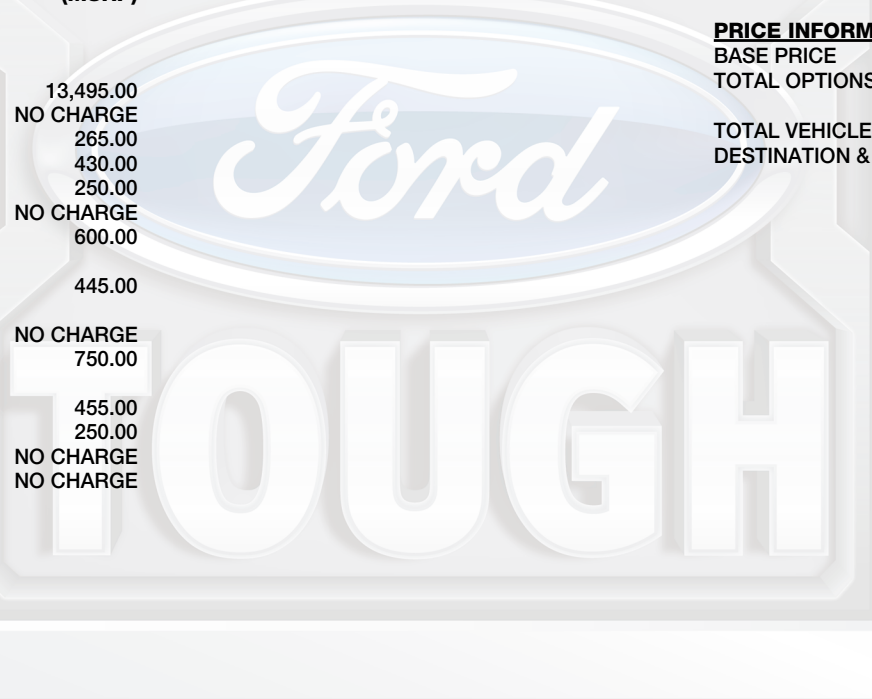 13,495.00
NO CHARGE
265.00
430.00
250.00
NO CHARGE
600.00
445.00
NO CHARGE
750.00
455.00
250.00
NO CHARGE
NO CHARGE
PRICE INFORM
BASE PRICE
TOTAL OPTIONS
TOTAL VEHICLE
DESTINATION &
Ford
TOUGH